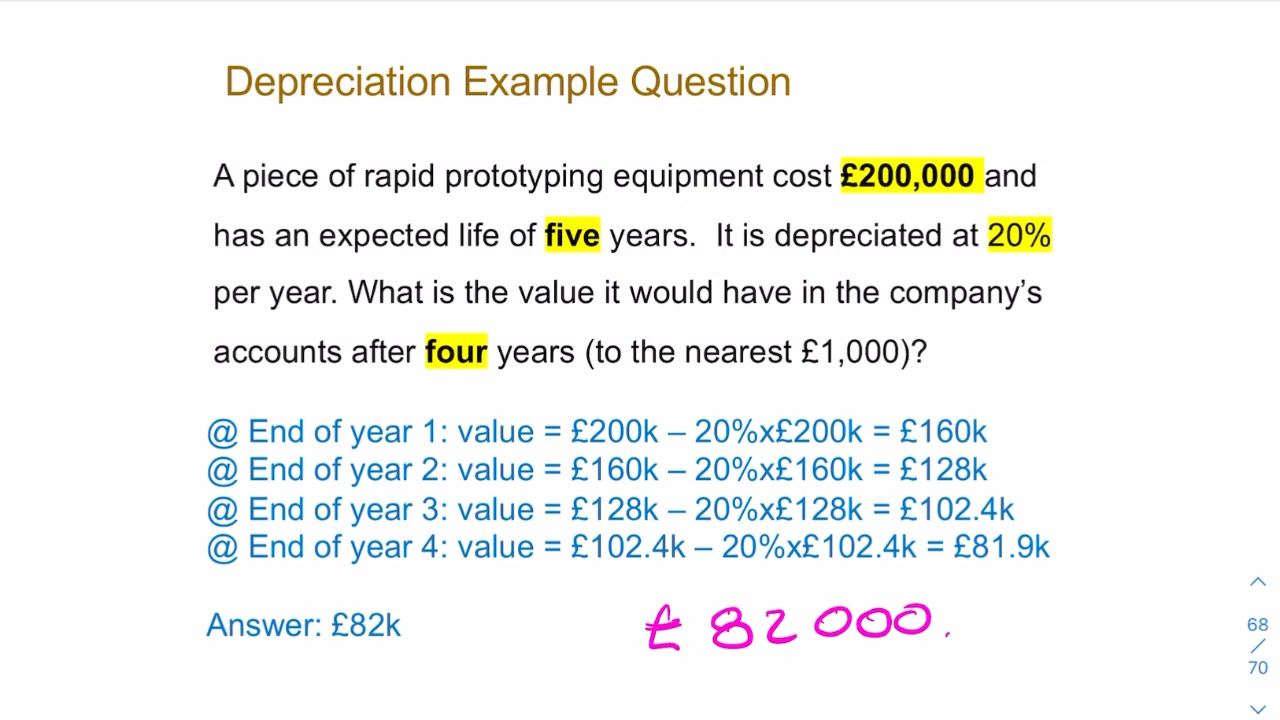 Depreciation Example Question
A piece of rapid prototyping equipment cost £200,000 and
has an expected life of five years. It is depreciated at 20%
per year. What is the value it would have in the company’s
accounts after four years (to the nearest £1,000)?
@ End of year 1: value = £200k – 20%x£200k = £160k
@ End of year 2: value = £160k – 20%x£160k = £128k
@ End of year 3: value = £128k – 20%x£128k = £102.4k
@ End of year 4: value = £102.4k – 20%x£102.4k = £81.9k
Answer: £82k
£ 82000.
68
/
70